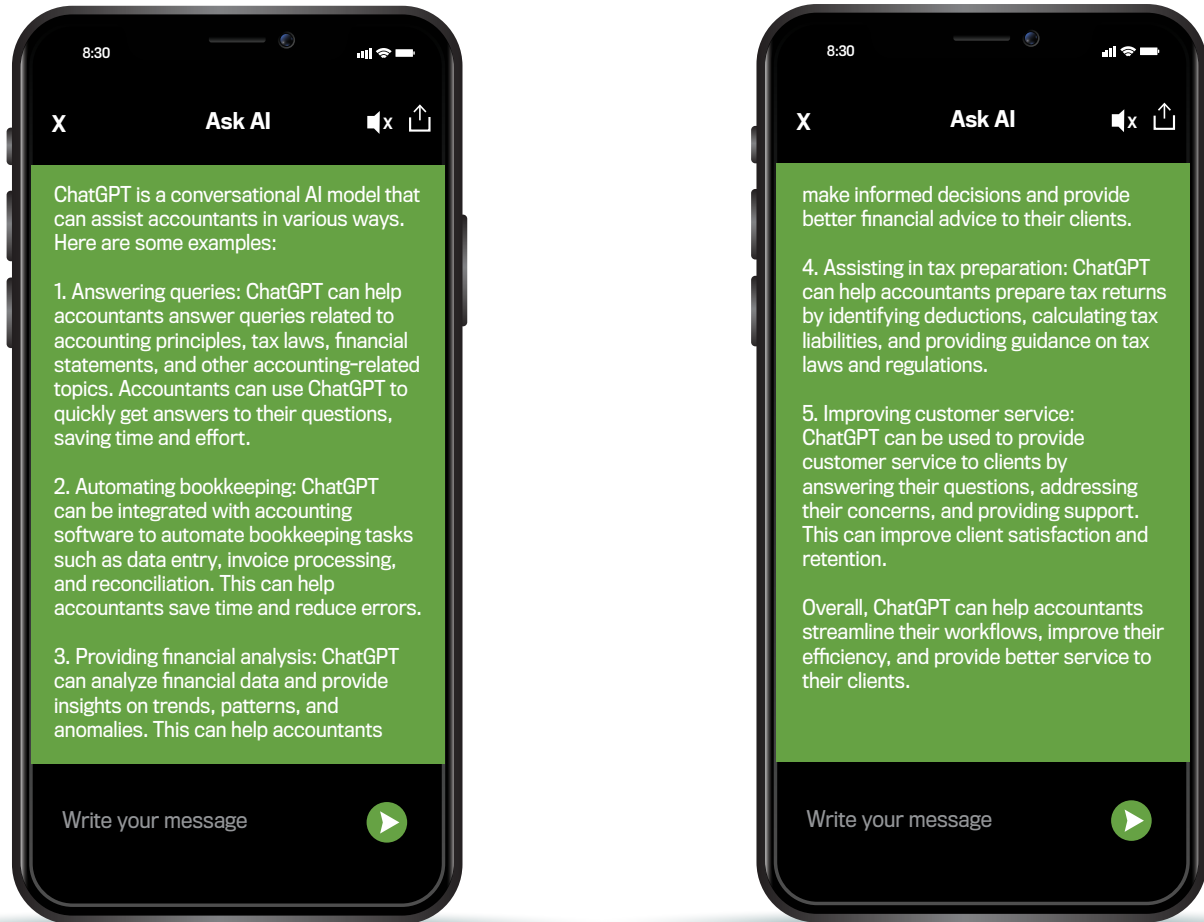 8:30
X
Ask AI
x
ChatGPT is a conversational AI model that
can assist accountants in various ways.
Here are some examples:
1. Answering queries: ChatGPT can help
accountants answer queries related to
accounting principles, tax laws, financial
statements, and other accounting-related
topics. Accountants can use ChatGPT to
quickly get answers to their questions,
saving time and effort.
2. Automating bookkeeping: ChatGPT
can be integrated with accounting
software to automate bookkeeping tasks
such as data entry, invoice processing,
and reconciliation. This can help
accountants save time and reduce errors.
3. Providing financial analysis: ChatGPT
can analyze financial data and provide
insights on trends, patterns, and
anomalies. This can help accountants
Write your message
8:30
X
Ask AI
x
make informed decisions and provide
better financial advice to their clients.
4. Assisting in tax preparation: ChatGPT
can help accountants prepare tax returns
by identifying deductions, calculating tax
liabilities, and providing guidance on tax
laws and regulations.
5. Improving customer service:
ChatGPT can be used to provide
customer service to clients by
answering their questions, addressing
their concerns, and providing support.
This can improve client satisfaction and
retention.
Overall, ChatGPT can help accountants
streamline their workflows, improve their
efficiency, and provide better service to
their clients.
Write your message